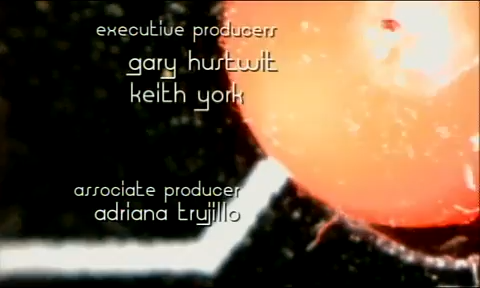 executive producers
gary hustwit
keith york
associate producer
adriana trujillo